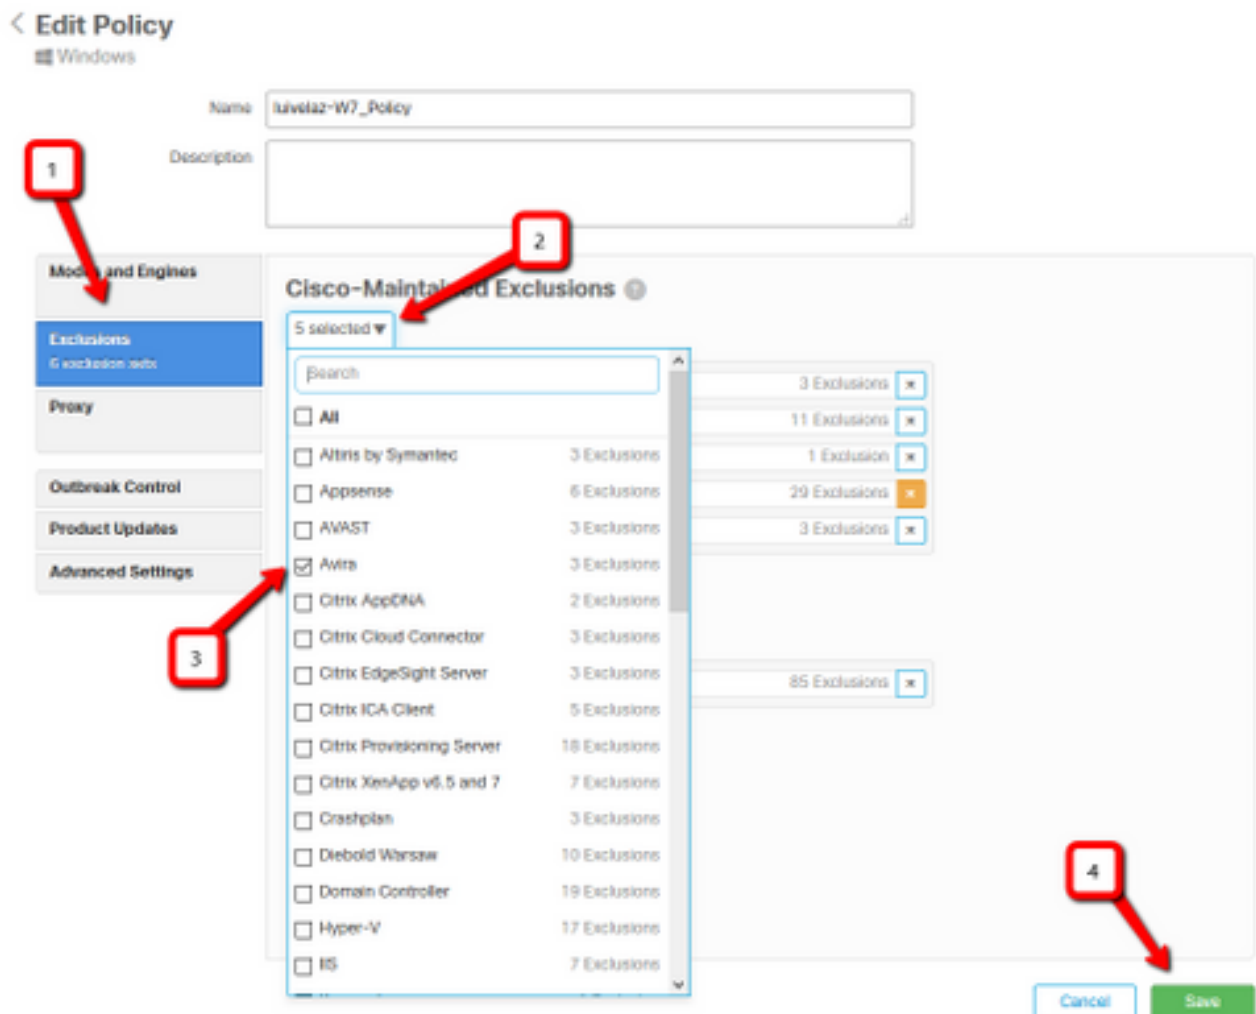 Edit Policy
Windows
Name luivelaz-W7_Policy
Description
1
2
Modes and Engines
Exclusions
6 exclusion sets
Proxy
Outbreak Control
Product Updates
Advanced Settings
Cisco-Maintained Exclusions
5 selected
Search
All
Altiris by Symantec 3 Exclusions
Appsense 6 Exclusions
AVAST 3 Exclusions
Avira 3 Exclusions
Citrix AppDNA 2 Exclusions
Citrix Cloud Connector 3 Exclusions
Citrix EdgeSight Server 3 Exclusions
Citrix ICA Client 5 Exclusions
Citrix Provisioning Server 18 Exclusions
Citrix XenApp v6.5 and 7 7 Exclusions
Crashplan 3 Exclusions
Diebold Warsaw 10 Exclusions
Domain Controller 19 Exclusions
Hyper-V 17 Exclusions
IIS 7 Exclusions
3 Exclusions ×
11 Exclusions ×
1 Exclusion ×
29 Exclusions ×
3 Exclusions ×
85 Exclusions ×
3
4
Cancel Save